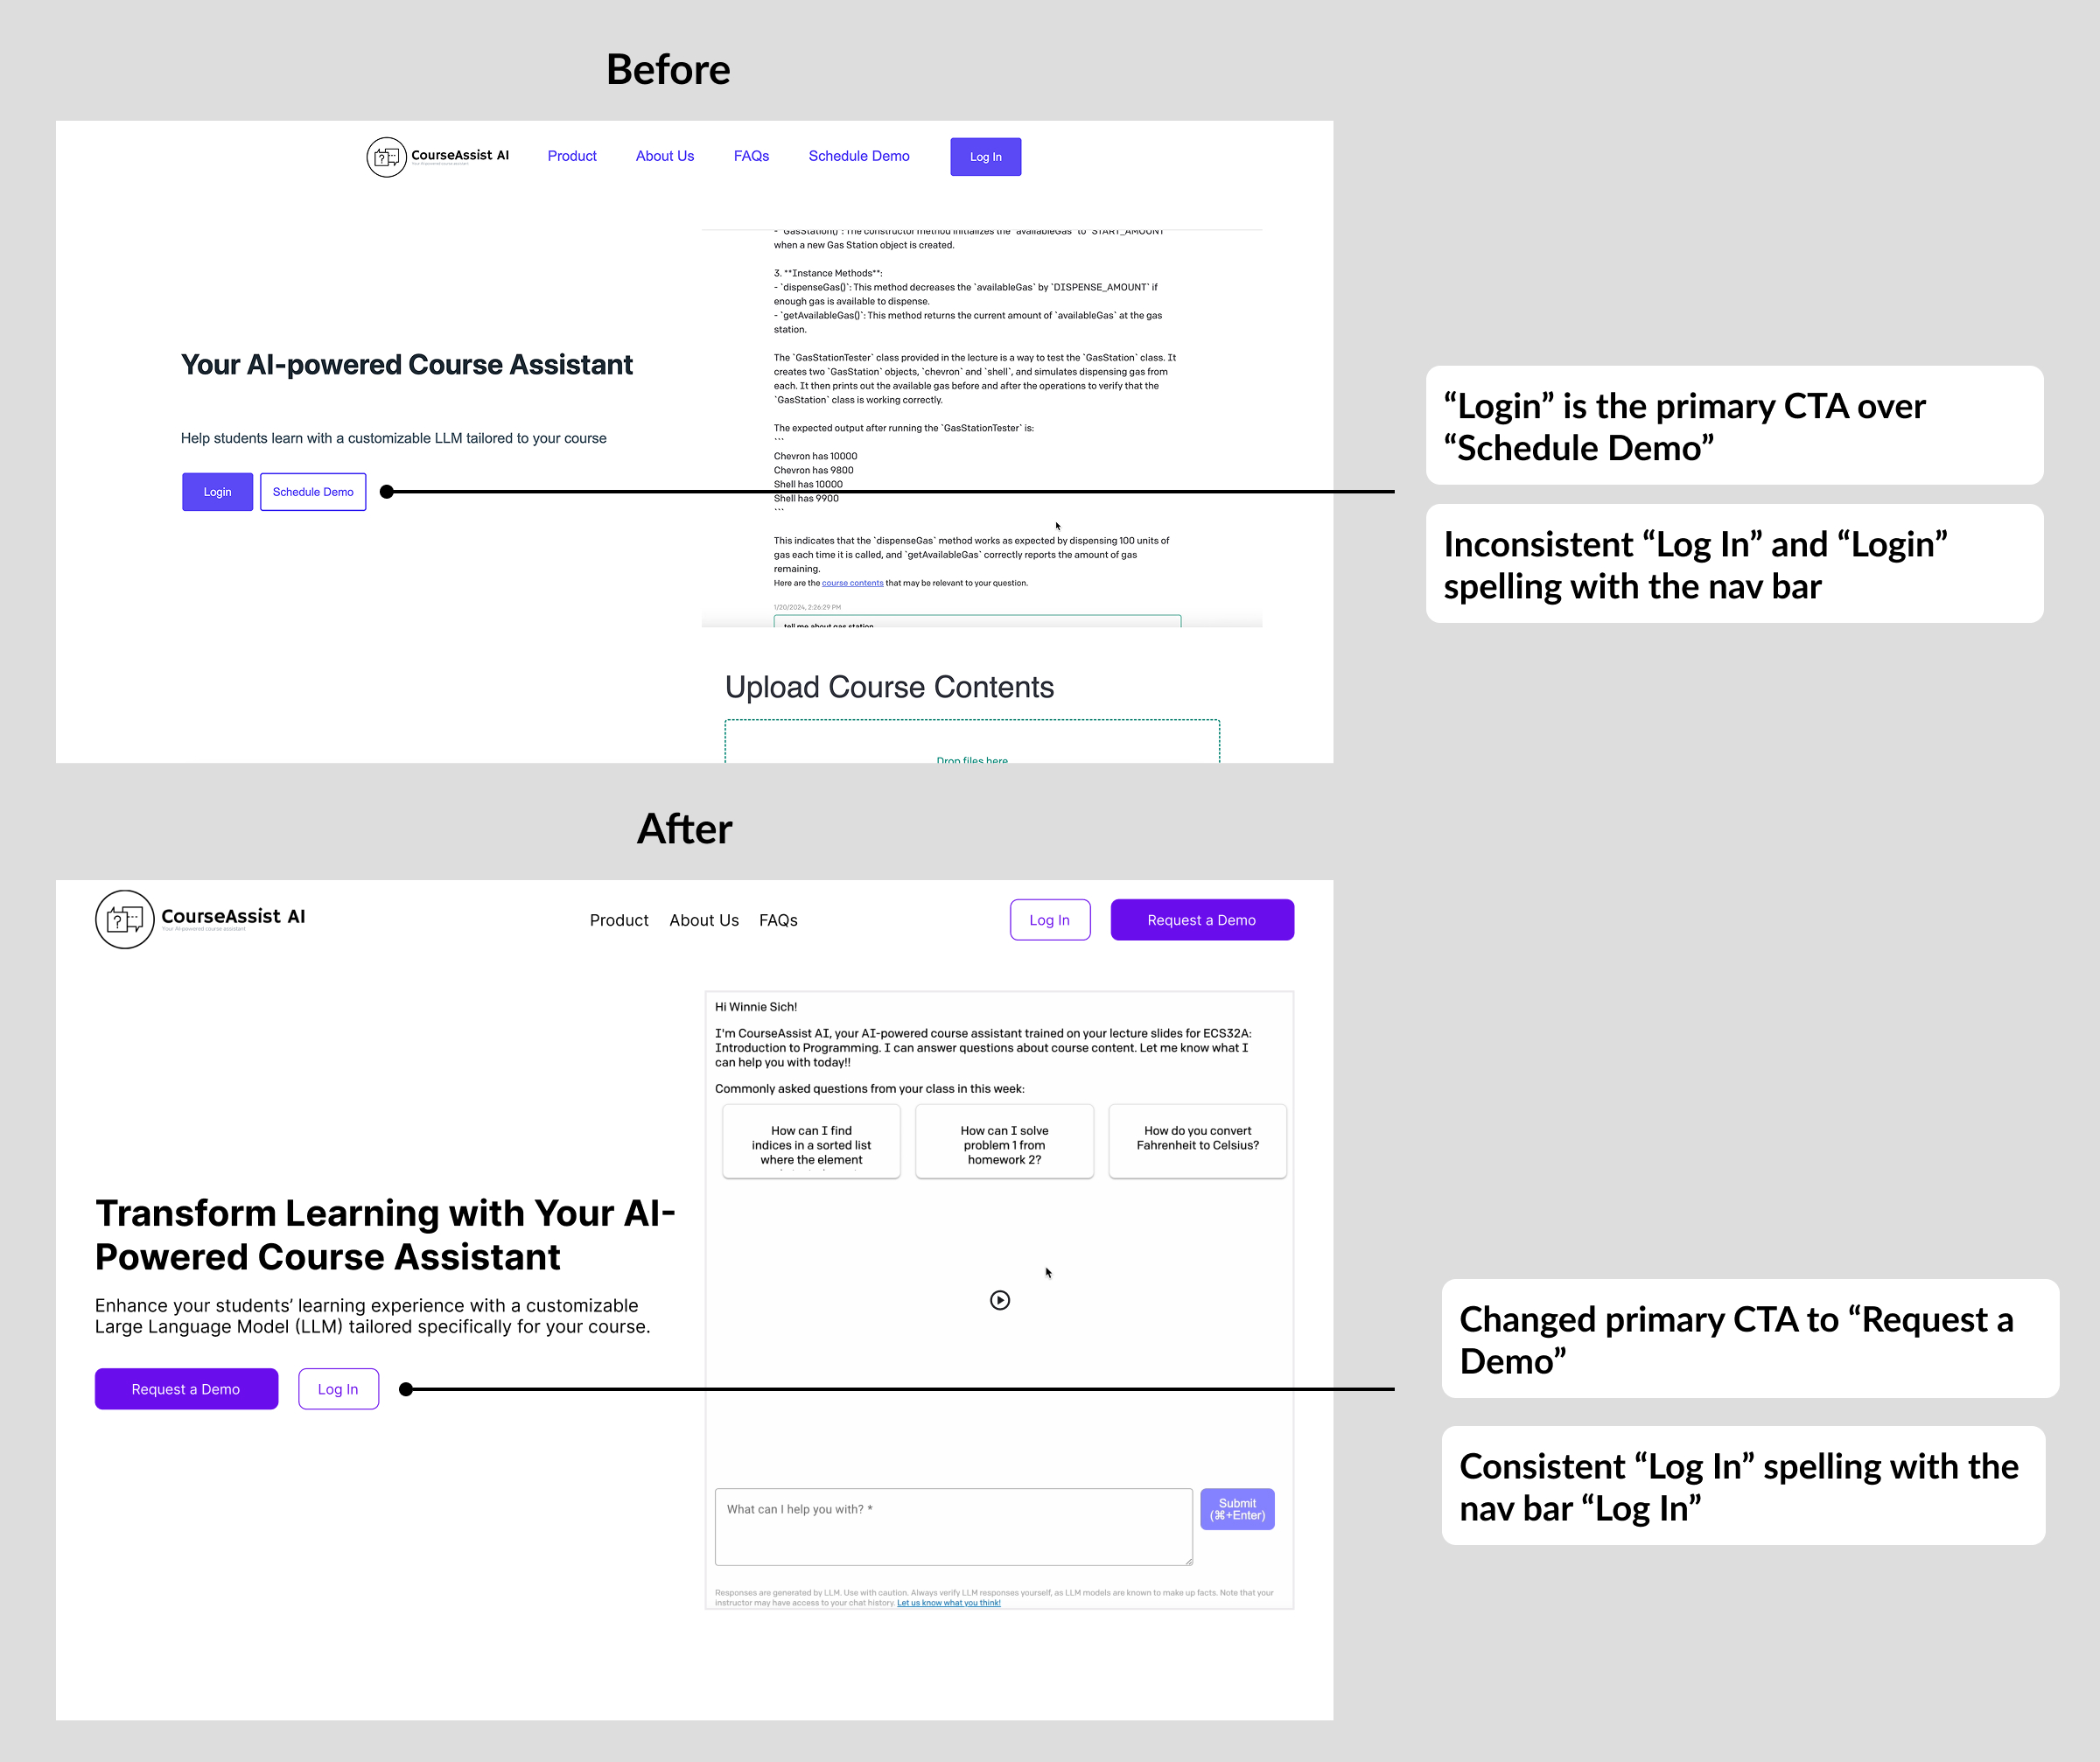 Before
CourseAssist AI
Product
About Us
FAQs
Schedule Demo
Log In
- `GasStation()`: The constructor method initializes the `availableGas` to `START_AMOUNT`
when a new Gas Station object is created.
3. **Instance Methods**:
- `dispenseGas()`: This method decreases the `availableGas` by `DISPENSE_AMOUNT` if
enough gas is available to dispense.
- `getAvailableGas()`: This method returns the current amount of `availableGas` at the gas
station.
The `GasStationTester` class provided in the lecture is a way to test the `GasStation` class. It
creates two `GasStation` objects, `chevron` and `shell`, and simulates dispensing gas from
each. It then prints out the available gas before and after the operations to verify that the
`GasStation` class is working correctly.
The expected output after running the `GasStationTester` is:
```
Chevron has 10000
Chevron has 9800
Shell has 10000
Shell has 9900
```
This indicates that the `dispenseGas` method works as expected by dispensing 100 units of
gas each time it is called, and `getAvailableGas` correctly reports the amount of gas
remaining.
Here are the course contents that may be relevant to your question.
1/20/2024, 2:26:29 PM
tell me about gas station
Your AI-powered Course Assistant
Help students learn with a customizable LLM tailored to your course
Login
Schedule Demo
Upload Course Contents
Drop files here
“Login” is the primary CTA over
“Schedule Demo”
Inconsistent “Log In” and “Login”
spelling with the nav bar
After
CourseAssist AI
Your AI-powered course assistant
Product
About Us
FAQs
Log In
Request a Demo
Hi Winnie Sich!
I'm CourseAssist AI, your AI-powered course assistant trained on your lecture slides for ECS32A:
Introduction to Programming. I can answer questions about course content. Let me know what I
can help you with today!!
Commonly asked questions from your class in this week:
How can I find
indices in a sorted list
where the element
How can I solve
problem 1 from
homework 2?
How do you convert
Fahrenheit to Celsius?
Transform Learning with Your AI-
Powered Course Assistant
Enhance your students’ learning experience with a customizable
Large Language Model (LLM) tailored specifically for your course.
Request a Demo
Log In
What can I help you with? *
Submit
(⌘+Enter)
Responses are generated by LLM. Use with caution. Always verify LLM responses yourself, as LLM models are known to make up facts. Note that your
instructor may have access to your chat history. Let us know what you think!
Changed primary CTA to “Request a
Demo”
Consistent “Log In” spelling with the
nav bar “Log In”